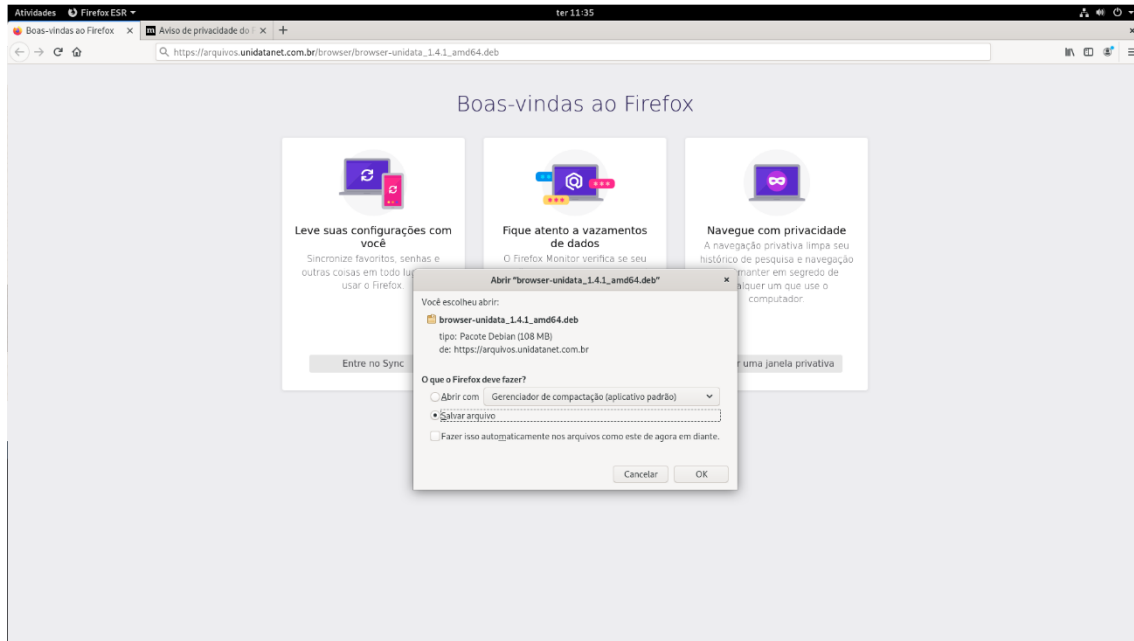 Atividades Firefox ESR ter 11:35
Boas-vindas ao Firefox × Aviso de privacidade do × +
https://arquivos.unidatanet.com.br/browser/browser-unidata_1.4.1_amd64.deb
Boas-vindas ao Firefox
Leve suas configurações com
você
Sincronize favoritos, senhas e
outras coisas em todo
usar o Firefox.
Entre no Sync
Fique atento a vazamentos
de dados
O Firefox Monitor verifica se seu
Navegue com privacidade
A navegação privativa limpa seu
histórico de pesquisa e navegação
manter em segredo de
alquer um que use o
computador.
uma janela privativa
Abrir "browser-unidata_1.4.1_amd64.deb" ×
Você escolheu abrir:
browser-unidata_1.4.1_amd64.deb
tipo: Pacote Debian (108 MB)
de: https://arquivos.unidatanet.com.br
O que o Firefox deve fazer?
Abrir com Gerenciador de compactação (aplicativo padrão)
Salvar arquivo
Fazer isso automaticamente nos arquivos como este de agora em diante.
Cancelar OK